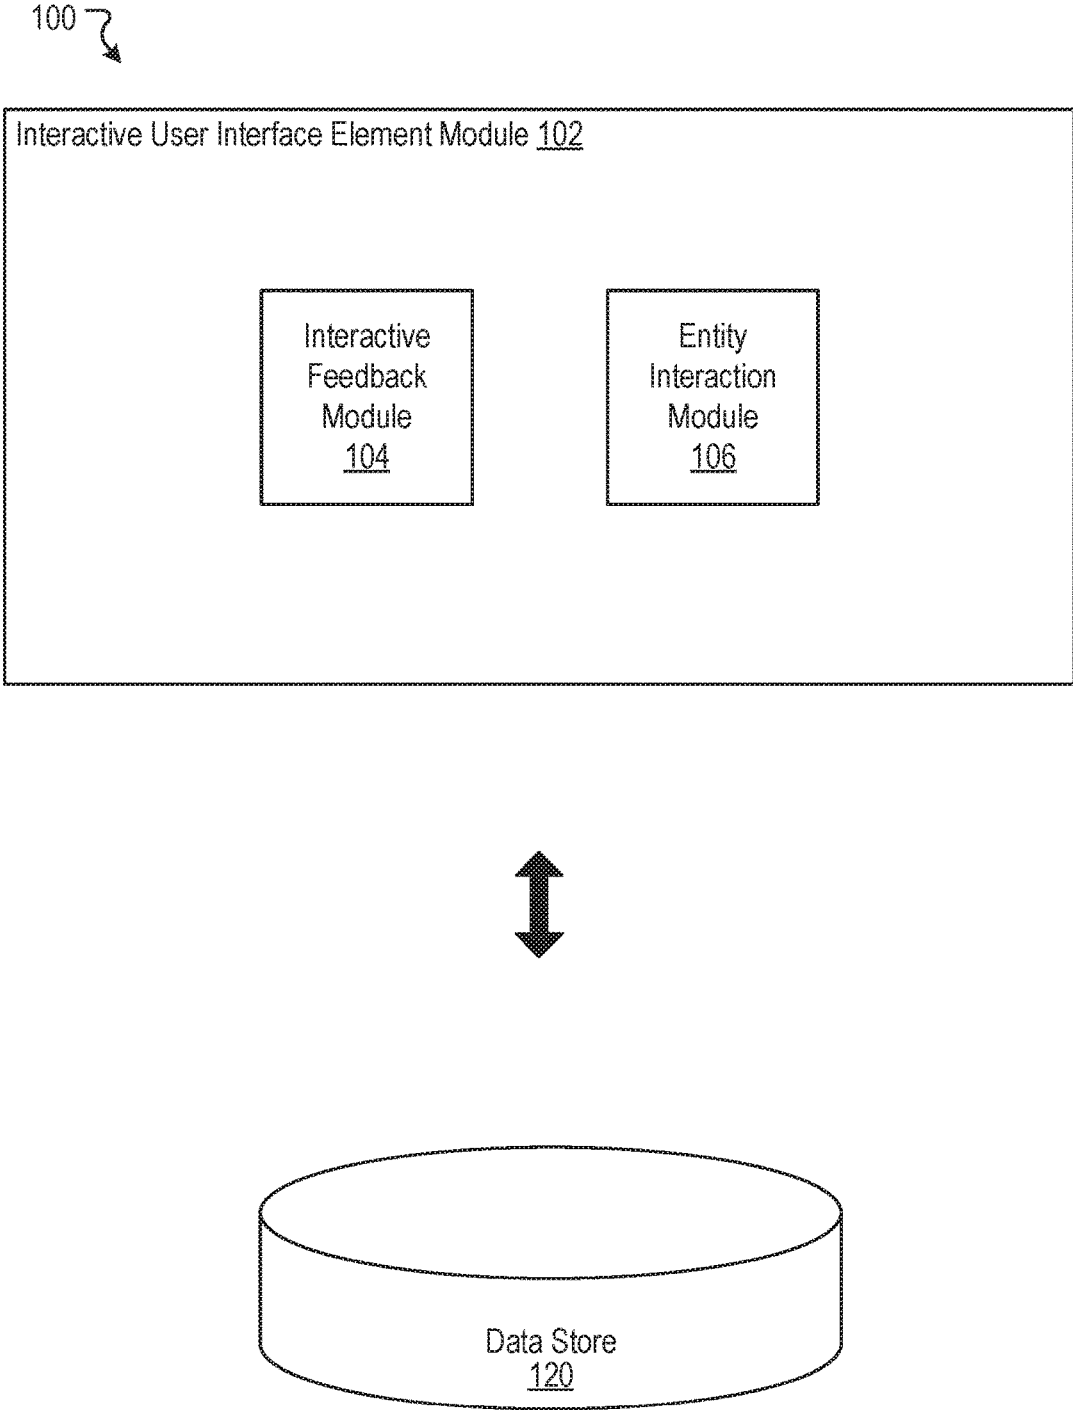 100
Interactive User Interface Element Module 102
Interactive
Feedback
Module
104
Entity
Interaction
Module
106
Data Store
120